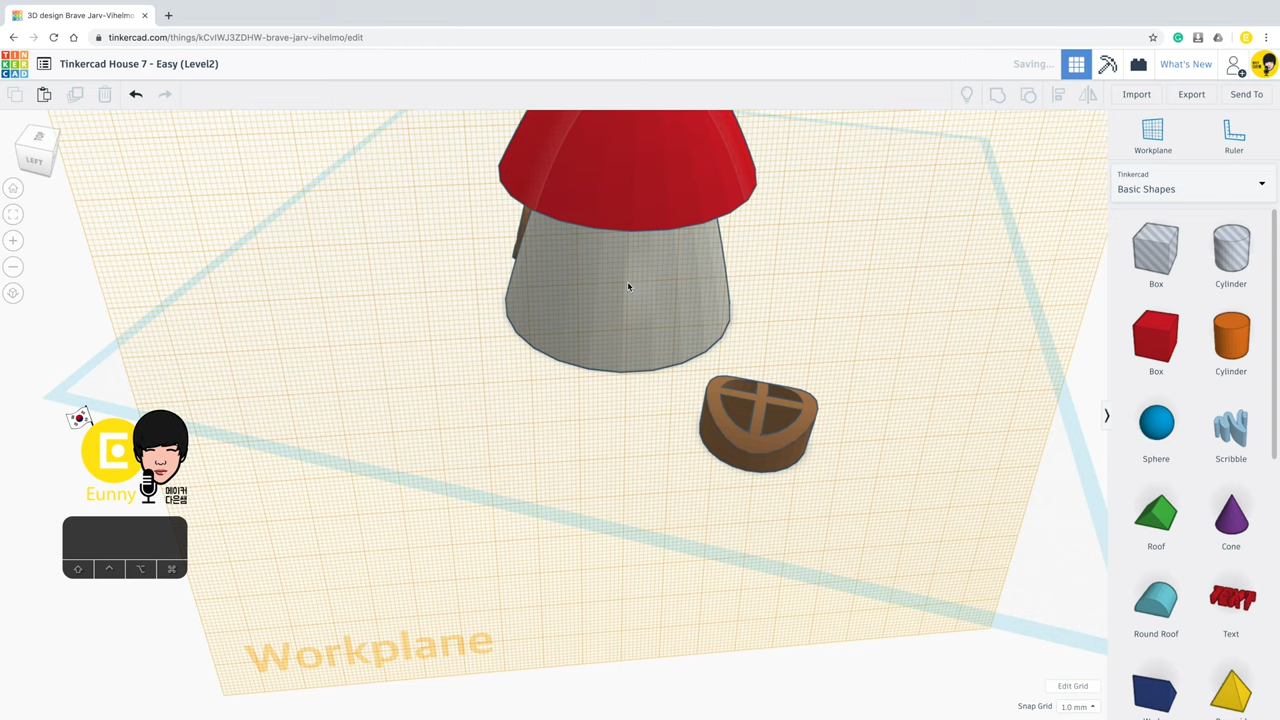 3D design Brave Jarv-Vihelmo
tinkercad.com/things/kCvIWJ3ZDHW-brave-jarv-vihelmo/edit
TIN
KER
CAD
Tinkercad House 7 - Easy (Level2)
Saving...
What's New
Import
Export
Send To
LEFT
Workplane
Ruler
Tinkercad
Basic Shapes
Box
Cylinder
Box
Cylinder
Sphere
Scribble
Roof
Cone
Round Roof
Text
E
Eunny
메이커
다은쌤
Workplane
Edit Grid
Snap Grid
1.0 mm